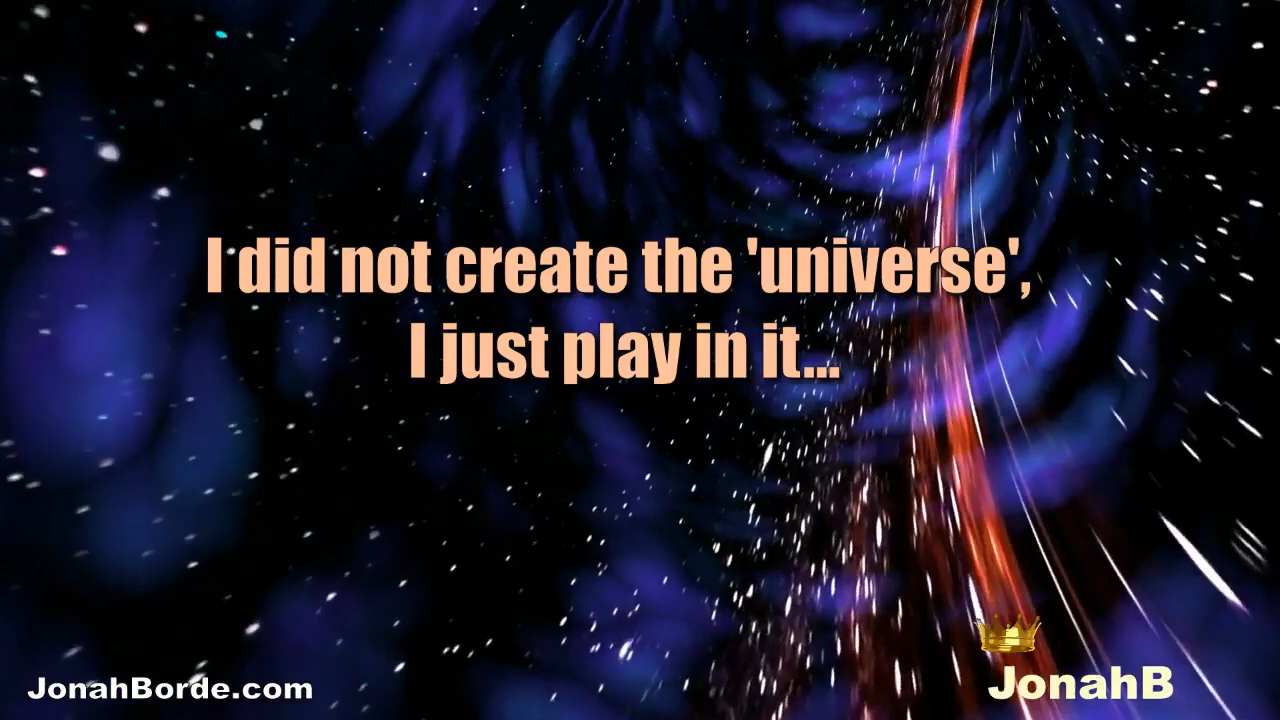 I did not create the 'universe',
I just play in it...
JonahBorde.com
JonahB